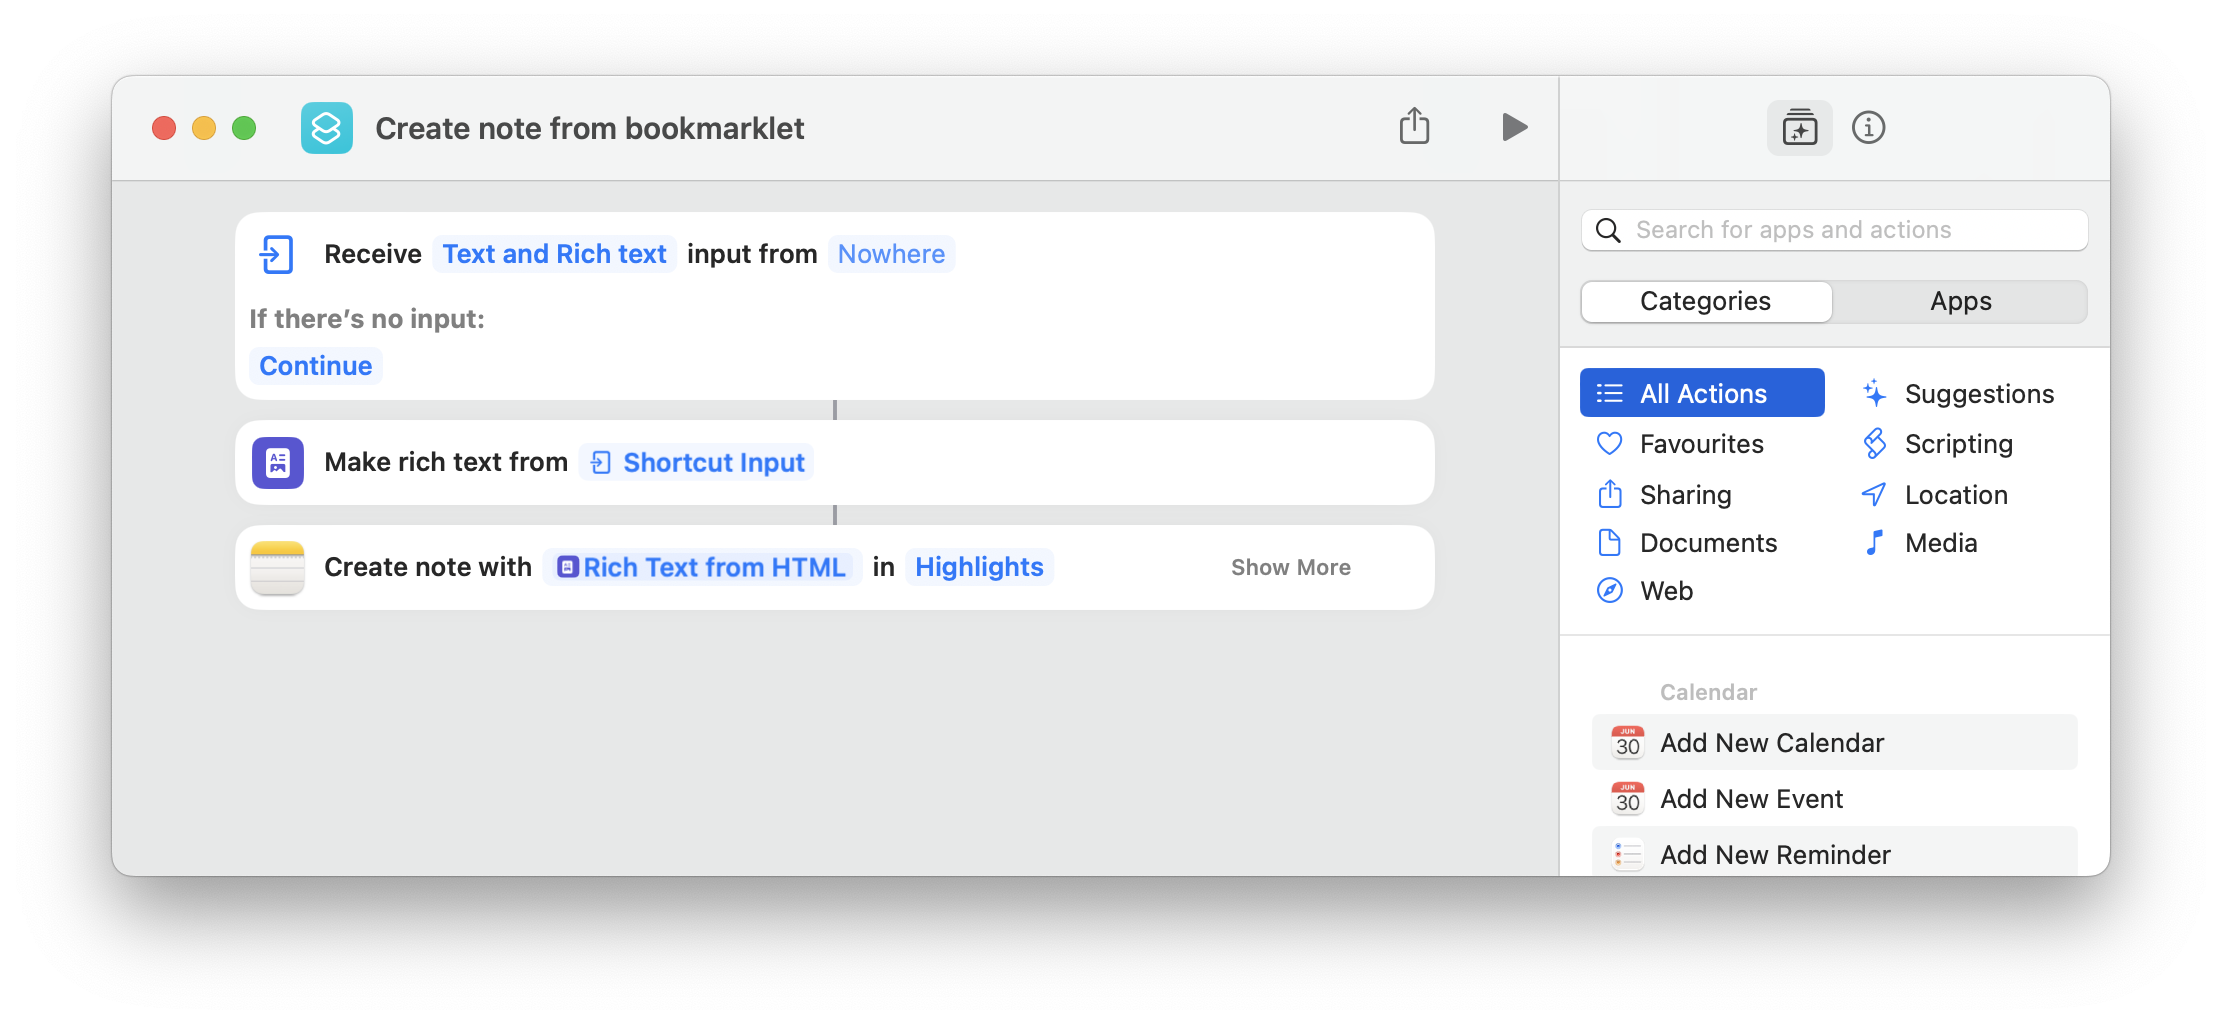 Create note from bookmarklet
Receive Text and Rich text input from Nowhere
If there’s no input:
Continue
Make rich text from Shortcut Input
Create note with Rich Text from HTML in Highlights Show More
Search for apps and actions
Categories Apps
All Actions Suggestions
Favourites Scripting
Sharing Location
Documents Media
Web
Calendar
JUN 30 Add New Calendar
JUN 30 Add New Event
Add New Reminder